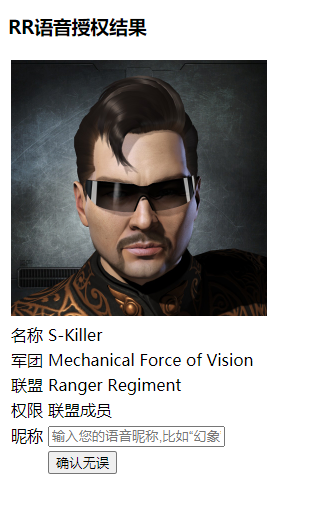 RR语音授权结果
名称 S-Killer
军团 Mechanical Force of Vision
联盟 Ranger Regiment
权限 联盟成员
昵称 输入您的语音昵称,比如“幻象
确认无误